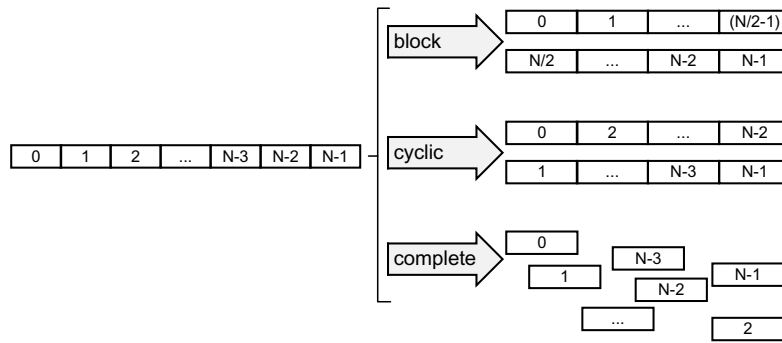 0 1 2 ... N-3 N-2 N-1
block
0 1 ... (N/2-1)
N/2 ... N-2 N-1
cyclic
0 2 ... N-2
1 ... N-3 N-1
complete
0
N-3
1
N-1
N-2
...
2